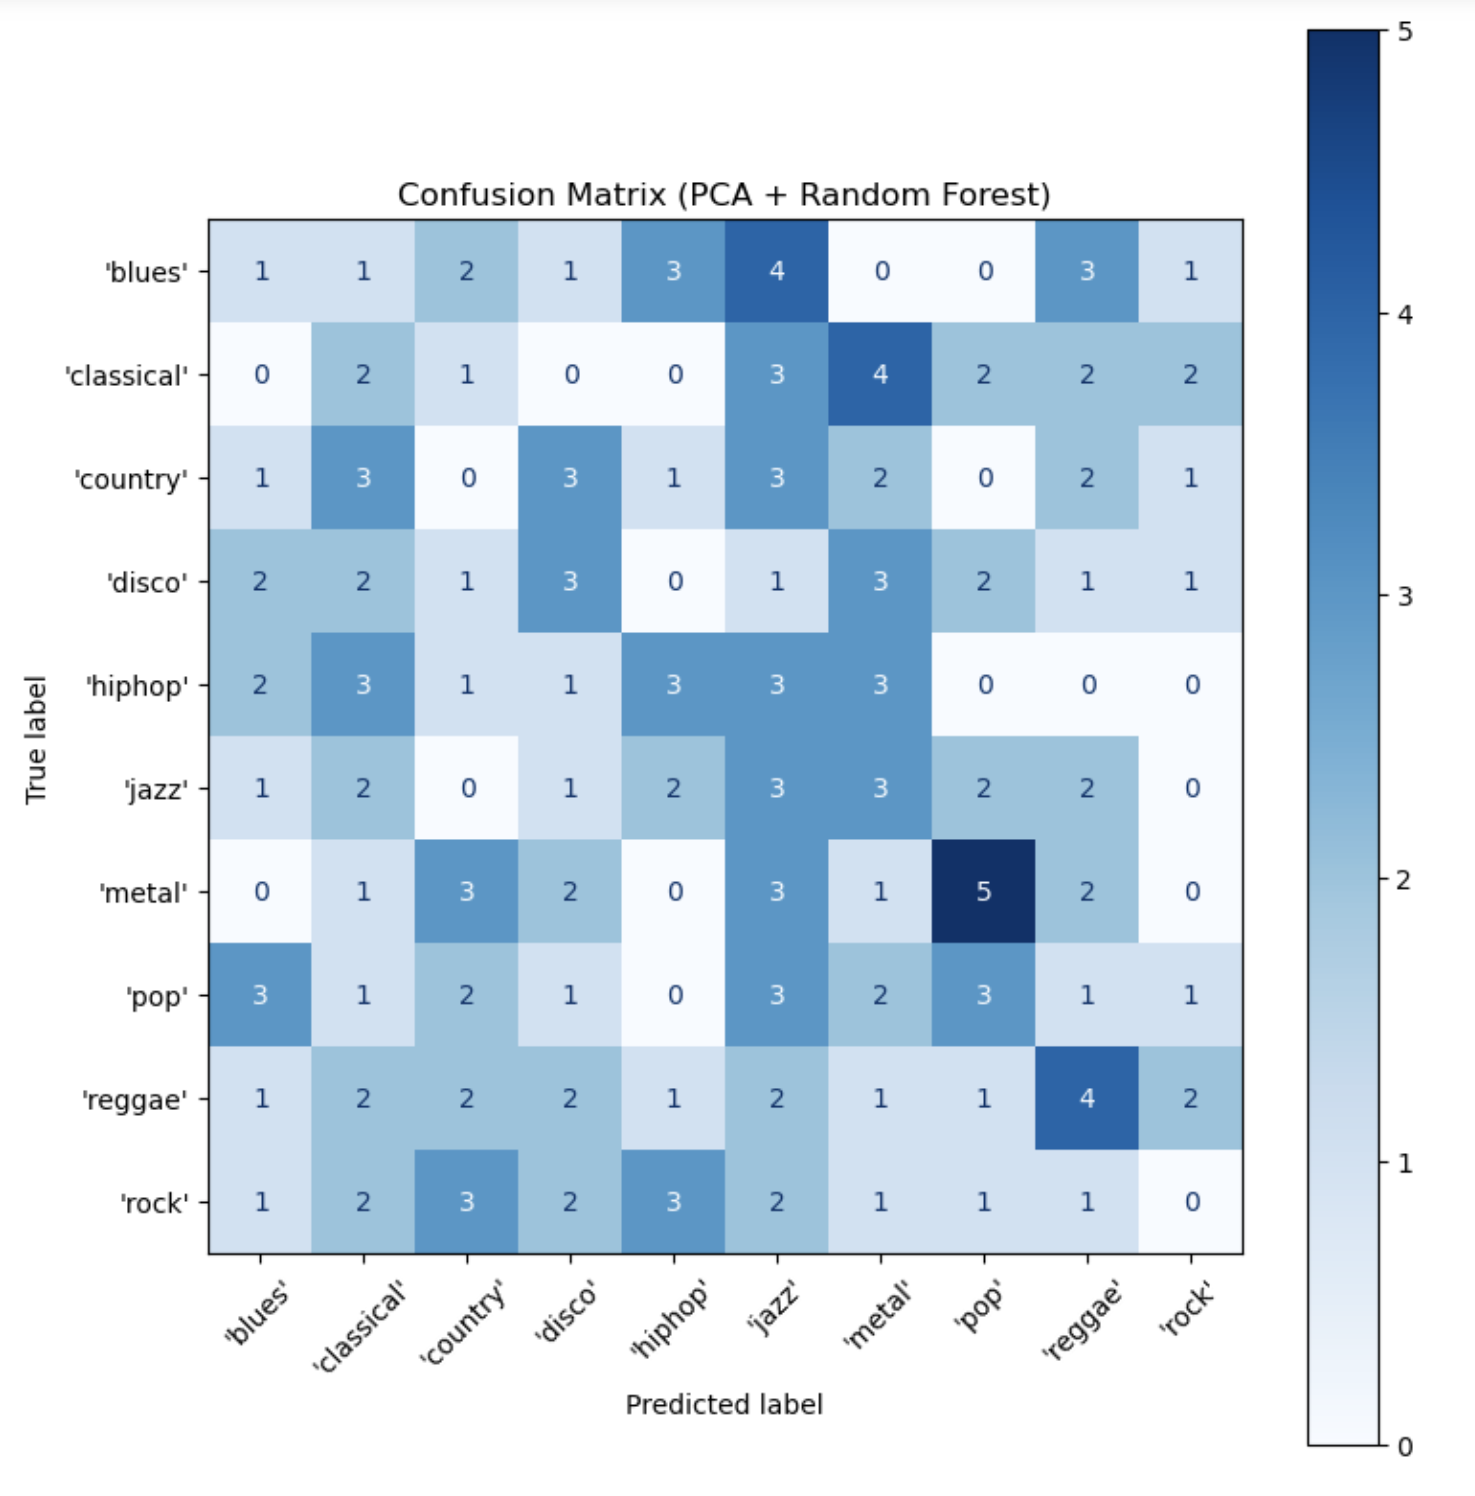 5
Confusion Matrix (PCA + Random Forest)
'blues' 1 1 2 1 3 4 0 0 3 1
4
'classical' 0 2 1 0 0 3 4 2 2 2
'country' 1 3 0 3 1 3 2 0 2 1
'disco' 2 2 1 3 0 1 3 2 1 1
3
True label
'hiphop' 2 3 1 1 3 3 3 0 0 0
'jazz' 1 2 0 1 2 3 3 2 2 0
2
'metal' 0 1 3 2 0 3 1 5 2 0
'pop' 3 1 2 1 0 3 2 3 1 1
'reggae' 1 2 2 2 1 2 1 1 4 2
1
'rock' 1 2 3 2 3 2 1 1 1 0
'blues' 'classical' 'country' 'disco' 'hiphop' 'jazz' 'metal' 'pop' 'reggae' 'rock'
Predicted label
0